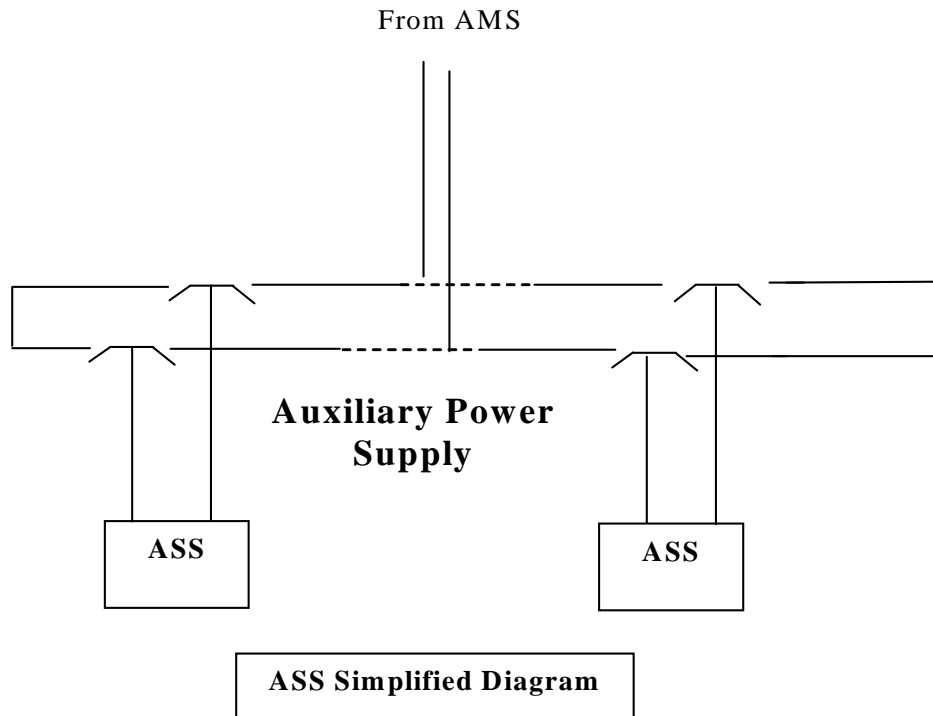 From AMS
Auxiliary Power
Supply
ASS
ASS
ASS Simplified Diagram